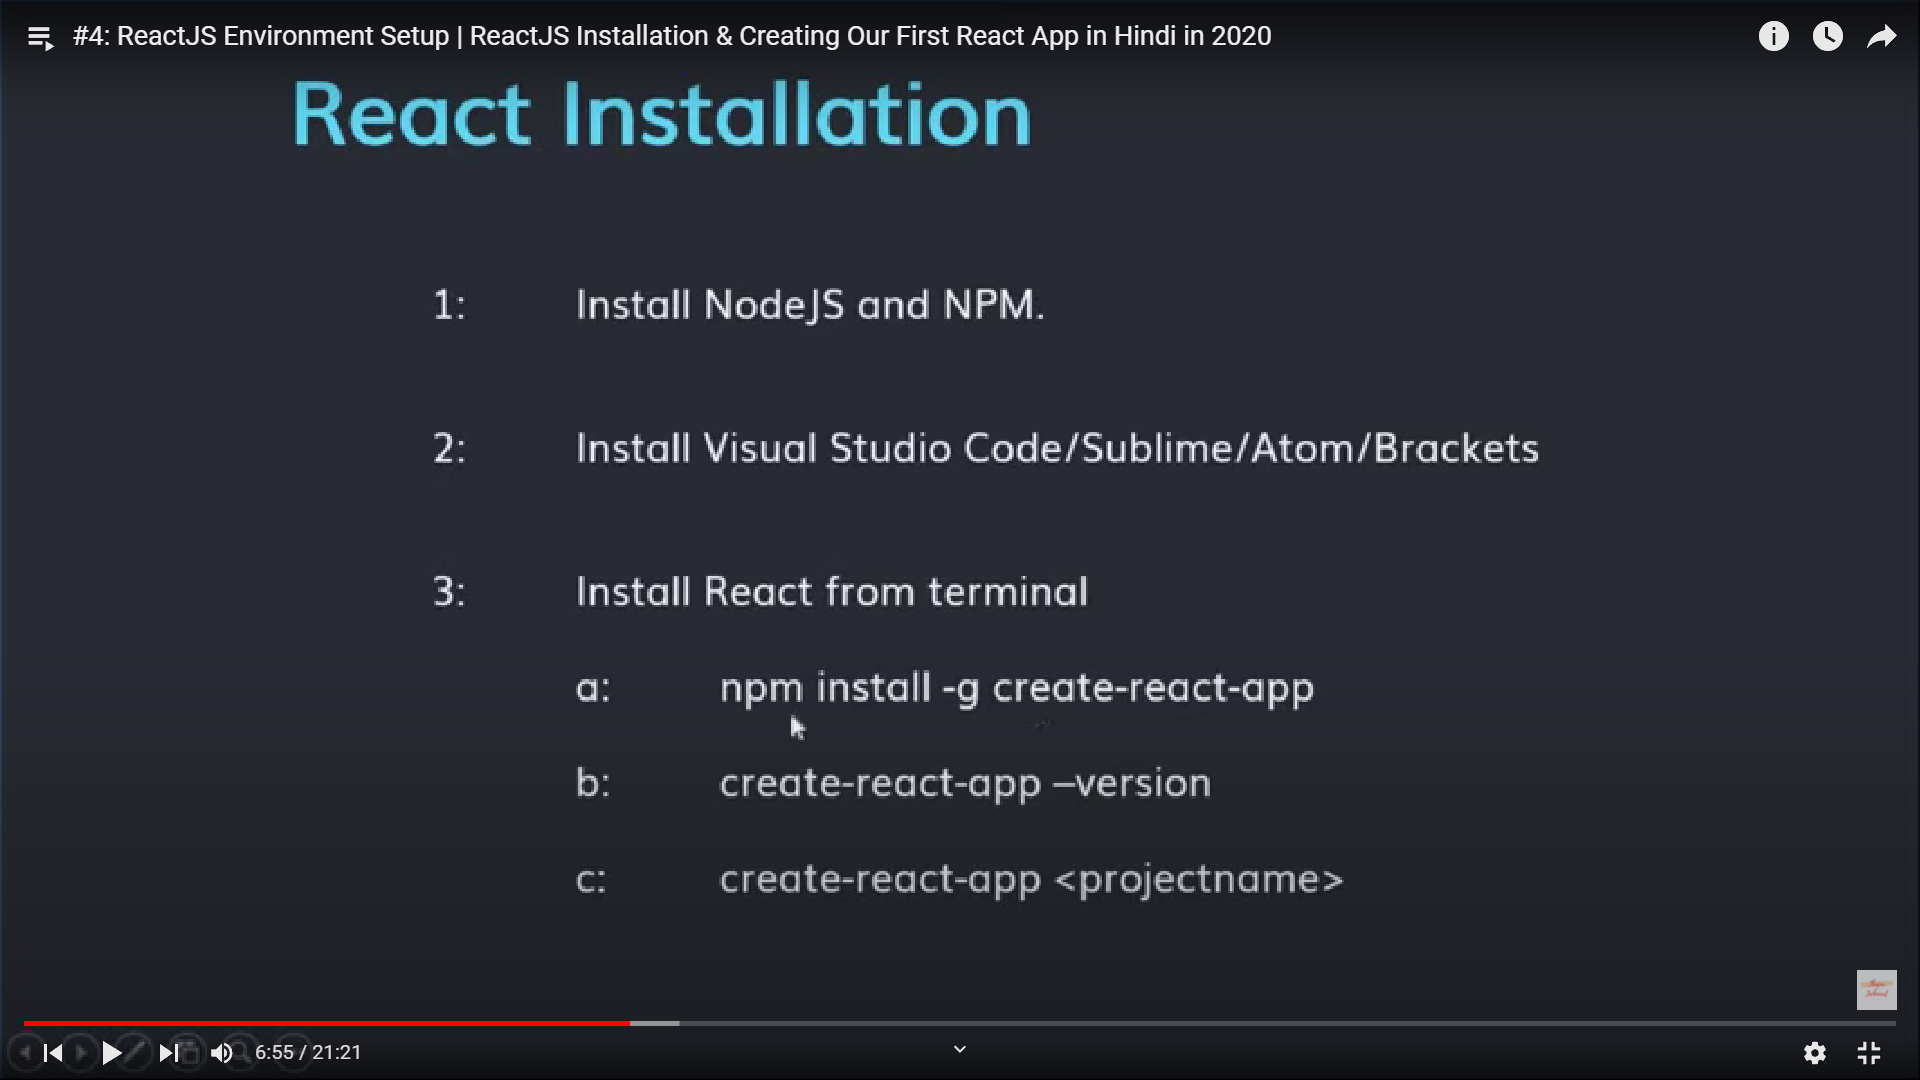 #4: ReactJS Environment Setup | ReactJS Installation & Creating Our First React App in Hindi in 2020
React Installation
1: Install NodeJS and NPM.
2: Install Visual Studio Code/Sublime/Atom/Brackets
3: Install React from terminal
a: npm install -g create-react-app
b: create-react-app –version
c: create-react-app <projectname>
6:55 / 21:21